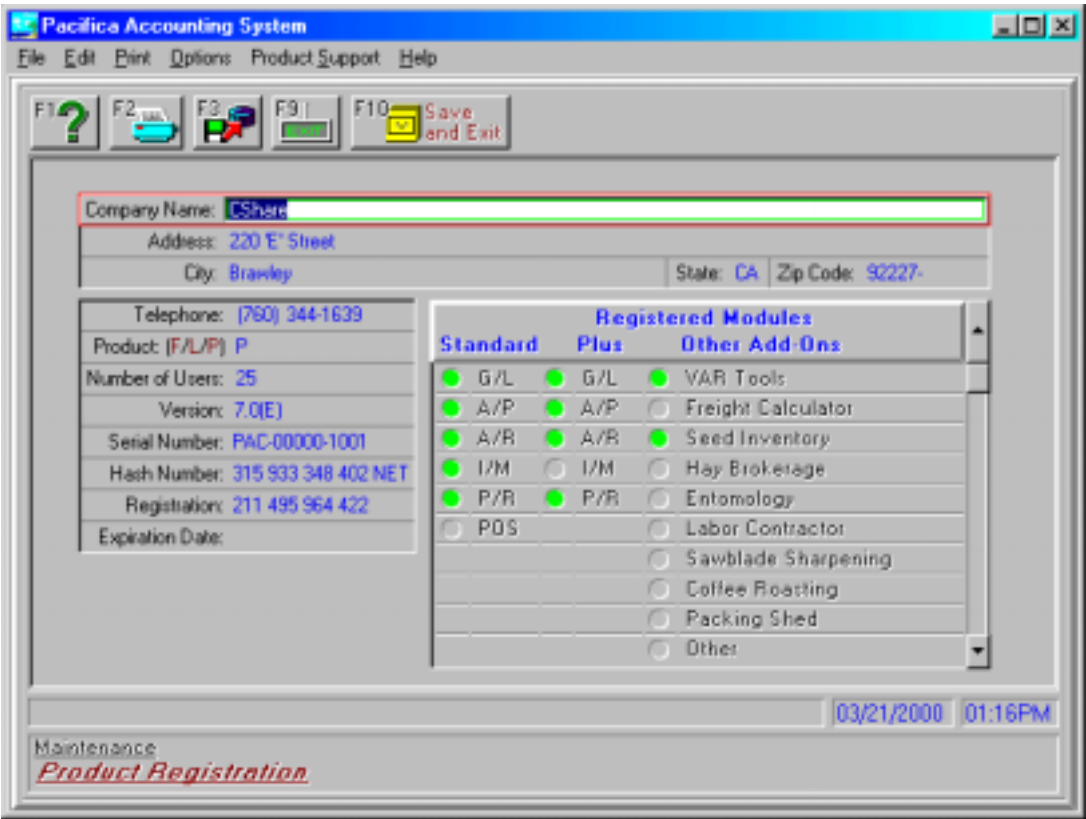 Pacifica Accounting System
File Edit Print Options Product Support Help
F1 F2 F3 F9 EXIT F10 Save
and Exit
Company Name: CShare
Address: 220 'E' Street
City: Brawley State: CA Zip Code: 92227-
Telephone: (760) 344-1639
Product: (F/L/P) P
Number of Users: 25
Version: 7.0(E)
Serial Number: PAC-00000-1001
Hash Number: 315 933 348 402 NET
Registration: 211 495 964 422
Expiration Date:
Registered Modules
Standard Plus Other Add-Ons
G/L G/L VAR Tools
A/P A/P Freight Calculator
A/R A/R Seed Inventory
I/M I/M Hay Brokerage
P/R P/R Entomology
POS Labor Contractor
Sawblade Sharpening
Coffee Roasting
Packing Shed
Other
03/21/2000 01:16PM
Maintenance
Product Registration